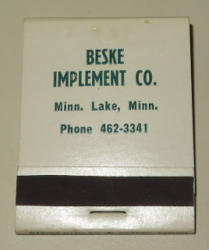 BESKE
IMPLEMENT CO.
Minn. Lake, Minn.
Phone 462-3341